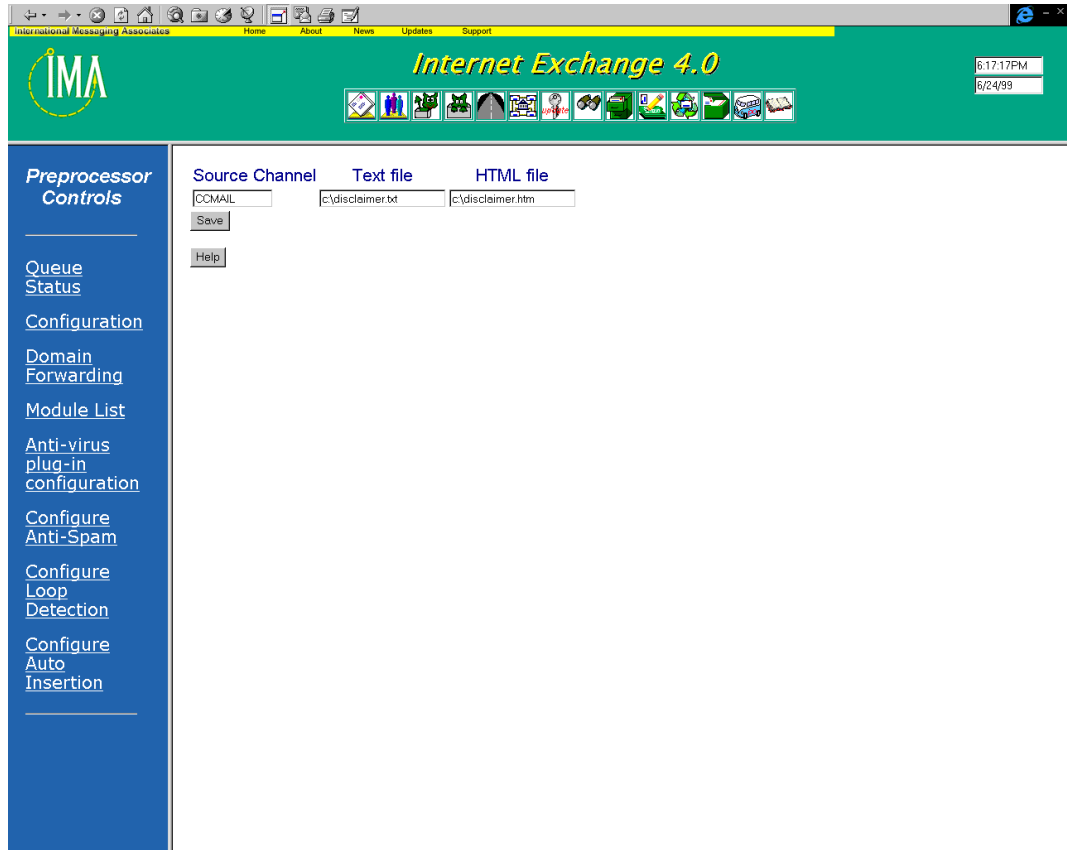 International Messaging Associates
Home About News Updates Support
IMA
Internet Exchange 4.0
6:17:17PM
6/24/99
update
Preprocessor
Controls
Source Channel Text file HTML file
CCMAIL c:\disclaimer.txt c:\disclaimer.htm
Save
Help
Queue
Status
Configuration
Domain
Forwarding
Module List
Anti-virus
plug-in
configuration
Configure
Anti-Spam
Configure
Loop
Detection
Configure
Auto
Insertion